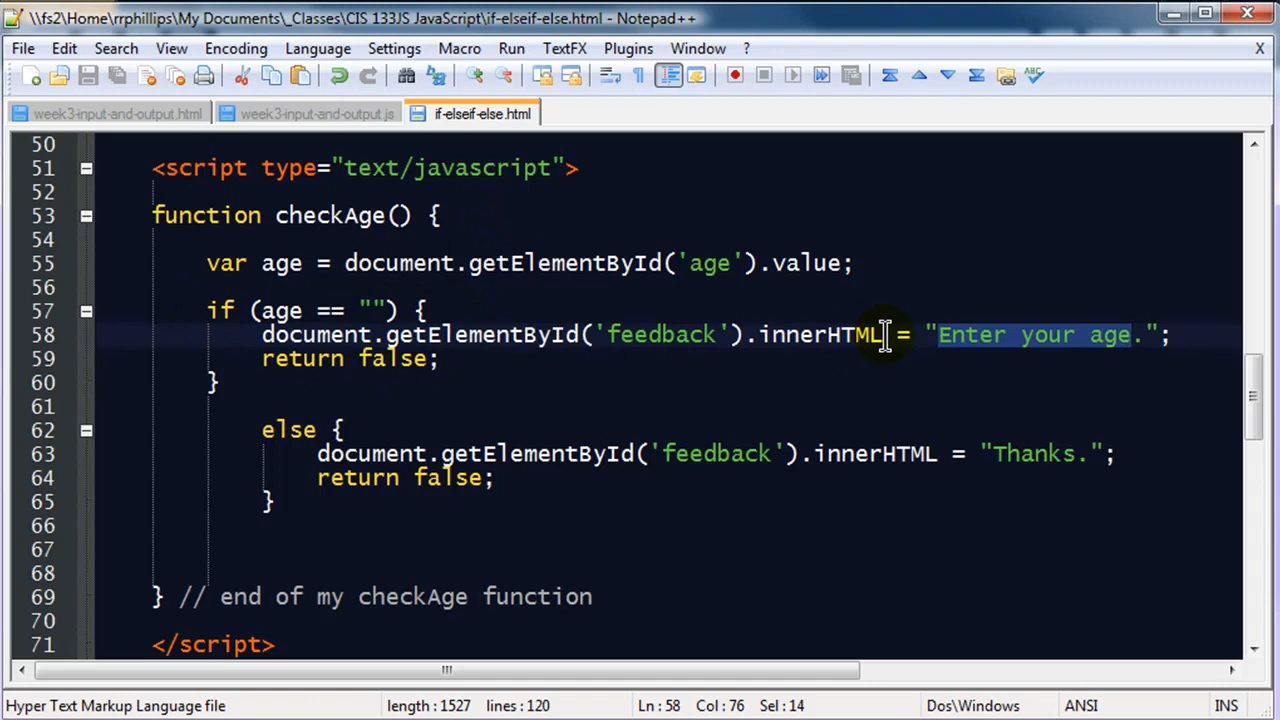 \\fs2\Home\rrphillips\My Documents\_Classes\CIS 133JS JavaScript\if-elseif-else.html - Notepad++
File Edit Search View Encoding Language Settings Macro Run TextFX Plugins Window ? X
week3-input-and-output.html week3-input-and-output.js if-elseif-else.html
50
51 <script type="text/javascript">
52
53 function checkAge() {
54
55 var age = document.getElementById('age').value;
56
57 if (age == "") {
58 document.getElementById('feedback').innerHTML = "Enter your age.";
59 return false;
60 }
61
62 else {
63 document.getElementById('feedback').innerHTML = "Thanks.";
64 return false;
65 }
66
67
68
69 } // end of my checkAge function
70
71 </script>
Hyper Text Markup Language file length : 1527 lines : 120 Ln : 58 Col : 76 Sel : 14 Dos\Windows ANSI INS